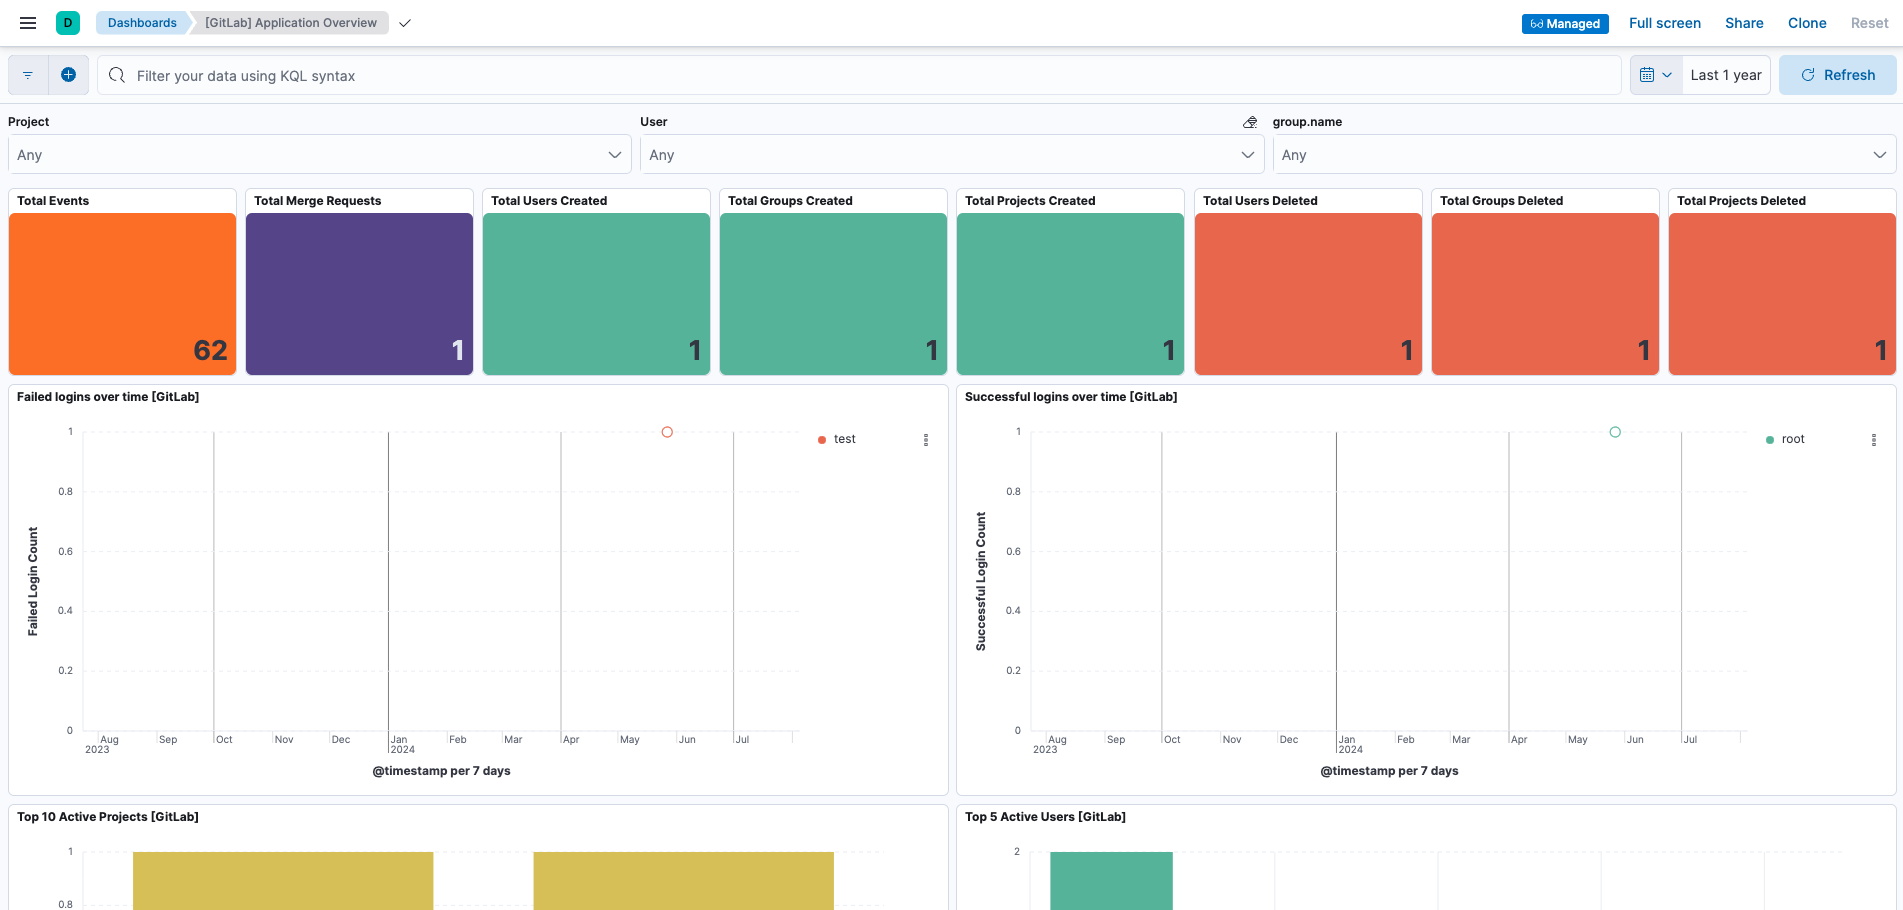 D Dashboards [GitLab] Application Overview Managed Full screen Share Clone Reset
Filter your data using KQL syntax Last 1 year Refresh
Project User group.name
Any Any Any
Total Events Total Merge Requests Total Users Created Total Groups Created Total Projects Created Total Users Deleted Total Groups Deleted Total Projects Deleted
62 1 1 1 1 1 1 1
Failed logins over time [GitLab]
1
0.8
0.6
0.4
0.2
0
Failed Login Count
Aug Sep Oct Nov Dec Jan Feb Mar Apr May Jun Jul
2023 2024
@timestamp per 7 days
test
Successful logins over time [GitLab]
1
0.8
0.6
0.4
0.2
0
Successful Login Count
Aug Sep Oct Nov Dec Jan Feb Mar Apr May Jun Jul
2023 2024
@timestamp per 7 days
root
Top 10 Active Projects [GitLab]
1
0.8
Top 5 Active Users [GitLab]
2